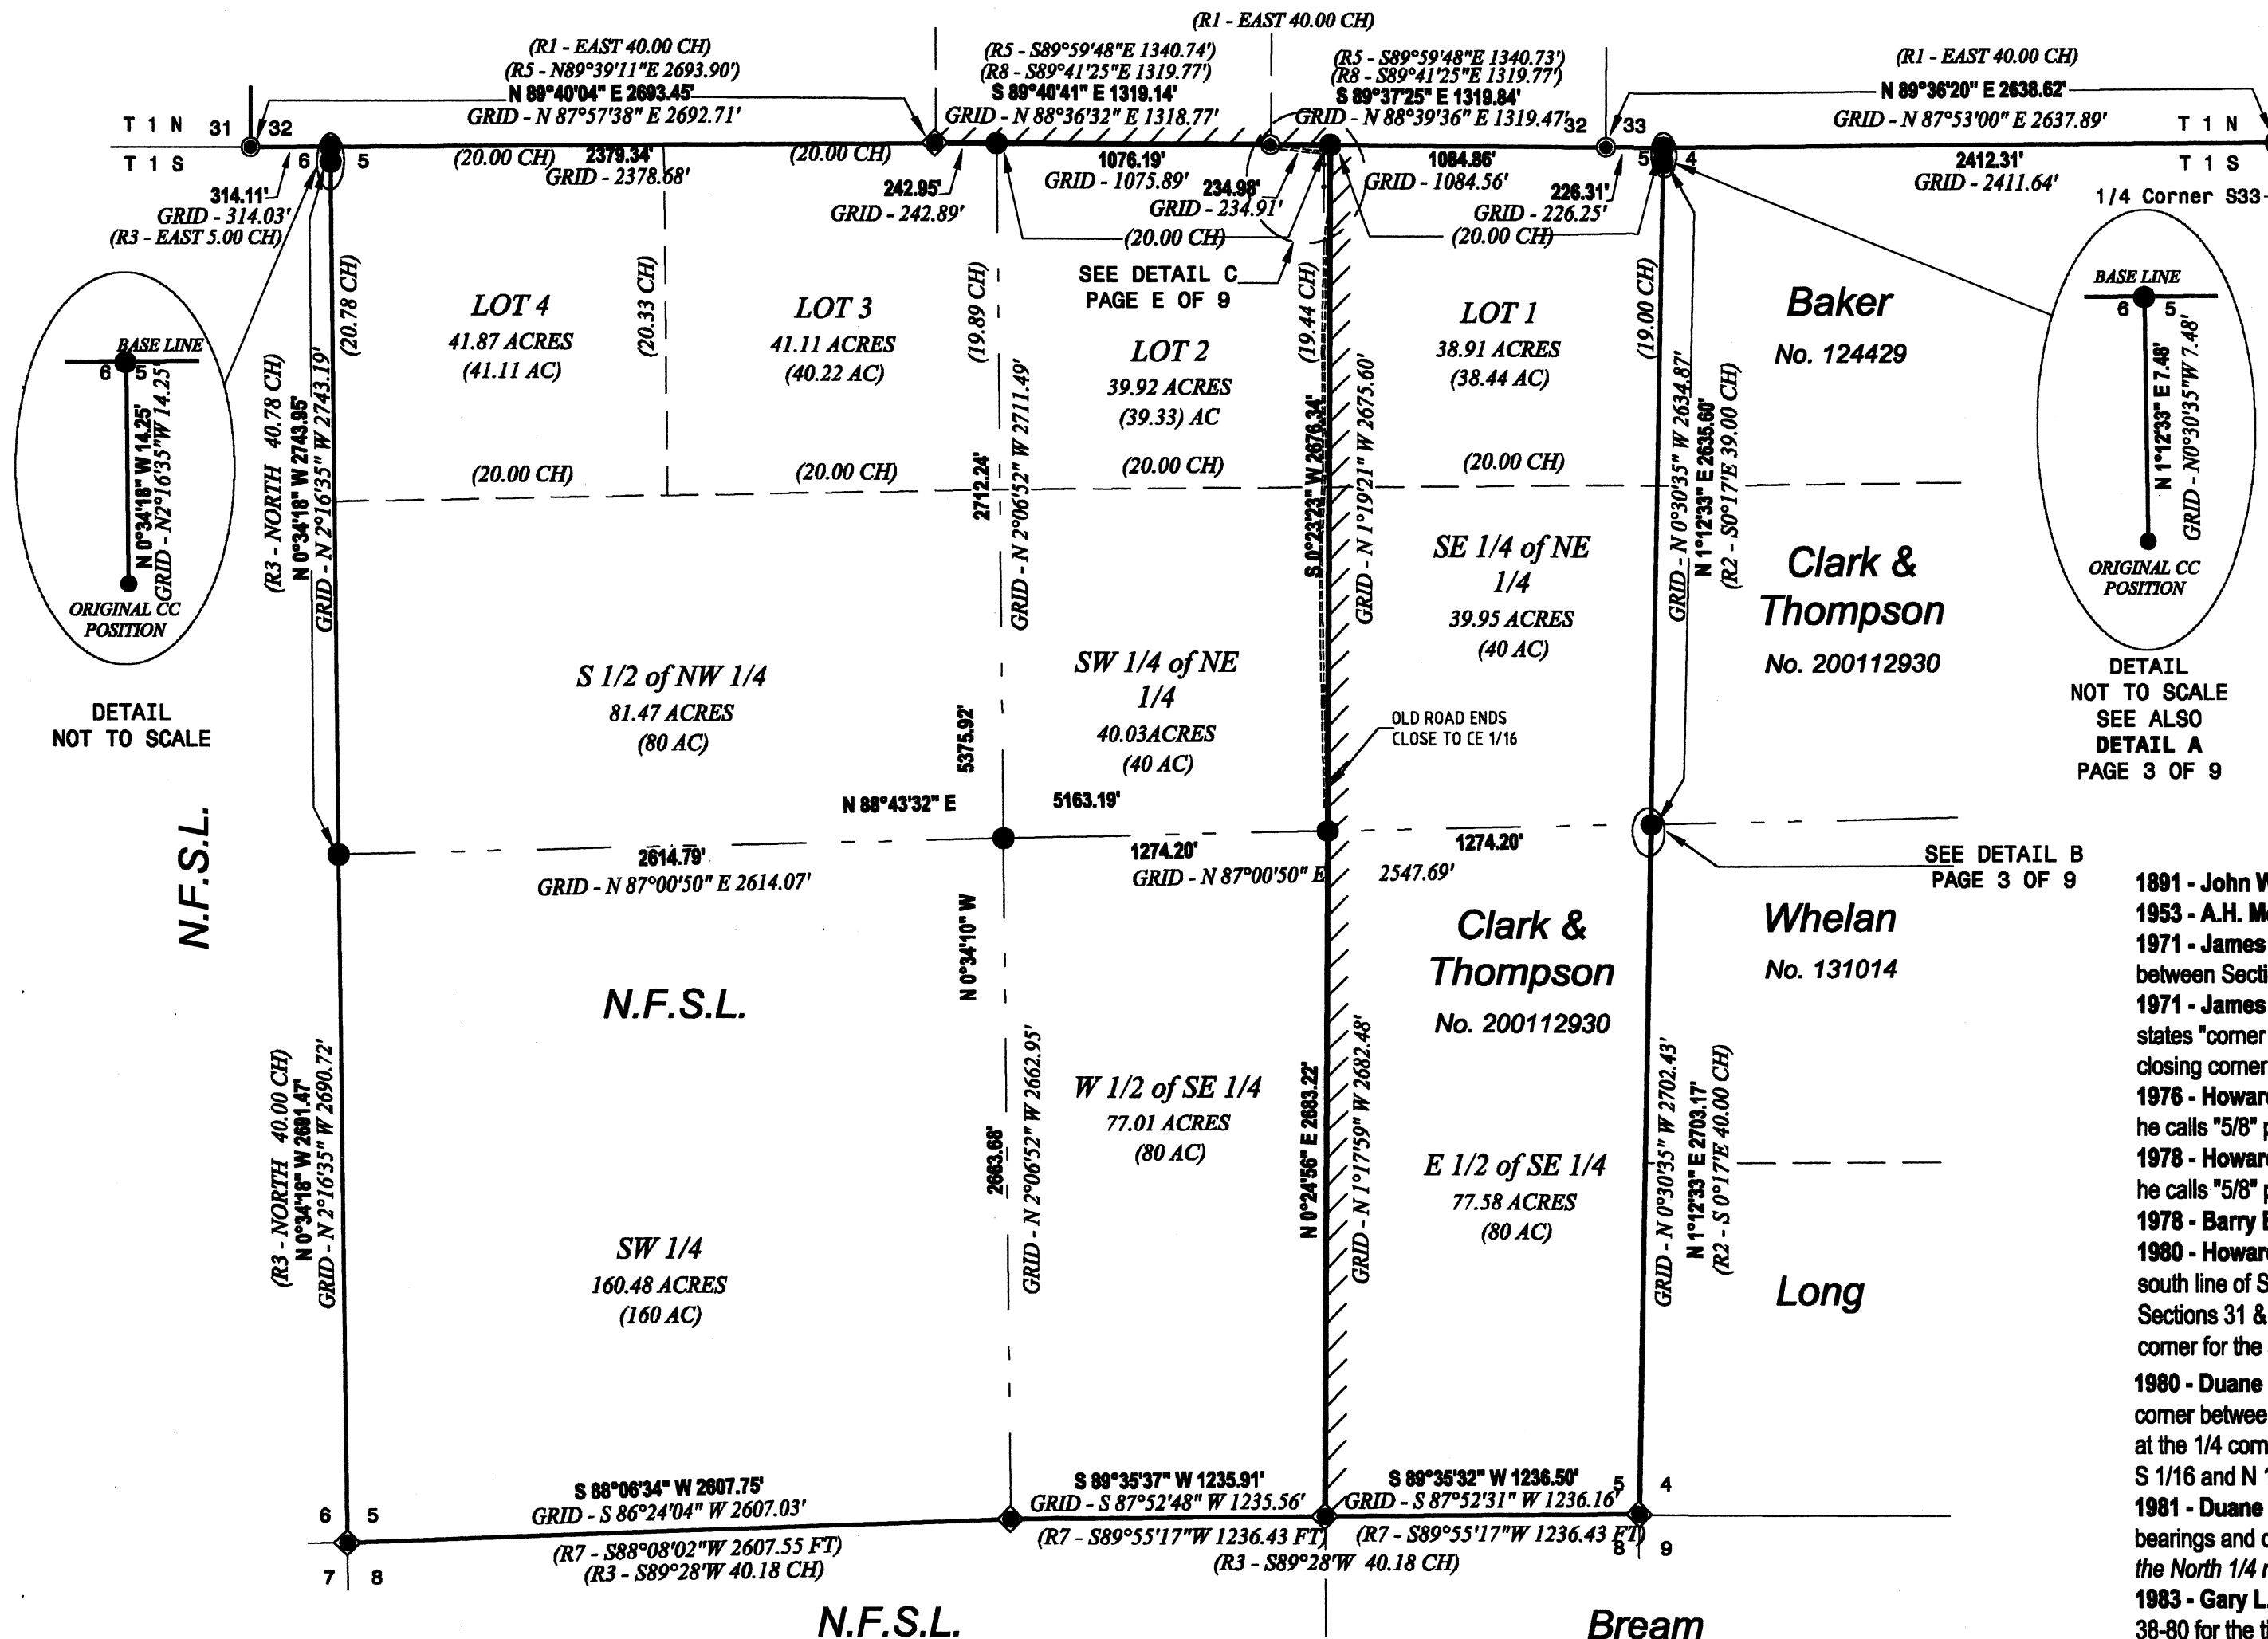 (R1 - EAST 40.00 CH)
(R1 - EAST 40.00 CH)
(R5 - N89°39'11"E 2693.90')
N 89°40'04" E 2693.45'
GRID - N 87°57'38" E 2692.71'
(R5 - S89°59'48"E 1340.74')
(R8 - S89°41'25"E 1319.77')
S 89°40'41" E 1319.14'
GRID - N 88°36'32" E 1318.77'
(R5 - S89°59'48"E 1340.73')
(R8 - S89°41'25"E 1319.77')
S 89°37'25" E 1319.84'
GRID - N 88°39'36" E 1319.47'
(R1 - EAST 40.00 CH)
N 89°36'20" E 2638.62'
GRID - N 87°53'00" E 2637.89'
T 1 N 31 32
T 1 S 6 5
32 33
5 4
T 1 N
T 1 S
1/4 Corner S33
314.11'
GRID - 314.03'
(R3 - EAST 5.00 CH)
(20.00 CH)
2379.34'
GRID - 2378.68'
(20.00 CH)
242.95'
GRID - 242.89'
1076.19'
GRID - 1075.89'
234.98'
GRID - 234.91'
(20.00 CH)
1084.86'
GRID - 1084.56'
226.31'
GRID - 226.25'
(20.00 CH)
2412.31'
GRID - 2411.64'
SEE DETAIL C
PAGE E OF 9
BASE LINE
6 5
N 0°34'18" W 14.25'
GRID - N2°16'35"W 14.25'
ORIGINAL CC
POSITION
DETAIL
NOT TO SCALE
(R3 - NORTH 40.78 CH)
N 0°34'18" W 2743.95'
GRID - N 2°16'35" W 2743.19'
(20.78 CH)
LOT 4
41.87 ACRES
(41.11 AC)
(20.33 CH)
LOT 3
41.11 ACRES
(40.22 AC)
(19.89 CH)
LOT 2
39.92 ACRES
(39.33) AC
(19.44 CH)
LOT 1
38.91 ACRES
(38.44 AC)
(19.00 CH)
Baker
No. 124429
BASE LINE
6 5
N 1°12'33" E 7.48'
GRID - N0°30'35"W 7.48'
ORIGINAL CC
POSITION
DETAIL
NOT TO SCALE
SEE ALSO
DETAIL A
PAGE 3 OF 9
(20.00 CH)
(20.00 CH)
(20.00 CH)
(20.00 CH)
2712.24'
GRID - N 2°06'52" W 2711.49'
S 0°23'23" W 2676.34'
GRID - N 1°19'21" W 2675.60'
GRID - N 0°30'35" W 2634.87'
N 1°12'33" E 2635.60'
(R2 - S0°17'E 39.00 CH)
S 1/2 of NW 1/4
81.47 ACRES
(80 AC)
SW 1/4 of NE
1/4
40.03ACRES
(40 AC)
SE 1/4 of NE
1/4
39.95 ACRES
(40 AC)
Clark &
Thompson
No. 200112930
OLD ROAD ENDS
CLOSE TO CE 1/16
5375.92'
N 88°43'32" E
5163.19'
2614.79'
GRID - N 87°00'50" E 2614.07'
1274.20'
GRID - N 87°00'50" E
1274.20'
2547.69'
SEE DETAIL B
PAGE 3 OF 9
N.F.S.L.
N.F.S.L.
N 0°34'10" W
2663.68'
GRID - N 2°06'52" W 2662.95'
Clark &
Thompson
No. 200112930
Whelan
No. 131014
(R3 - NORTH 40.00 CH)
N 0°34'18" W 2691.47'
GRID - N 2°16'35" W 2690.72'
W 1/2 of SE 1/4
77.01 ACRES
(80 AC)
N 0°24'56" E 2683.22'
GRID - N 1°17'59" W 2682.48'
E 1/2 of SE 1/4
77.58 ACRES
(80 AC)
GRID - N 0°30'35" W 2702.43'
N 1°12'33" E 2703.17'
(R2 - S 0°17'E 40.00 CH)
SW 1/4
160.48 ACRES
(160 AC)
Long
S 88°06'34" W 2607.75'
GRID - S 86°24'04" W 2607.03'
(R7 - S88°08'02"W 2607.55 FT)
(R3 - S89°28'W 40.18 CH)
S 89°35'37" W 1235.91'
GRID - S 87°52'48" W 1235.56'
(R7 - S89°55'17"W 1236.43 FT)
S 89°35'32" W 1236.50'
GRID - S 87°52'31" W 1236.16'
(R7 - S89°55'17"W 1236.43 FT)
(R3 - S89°28'W 40.18 CH)
6 5
7 8
5 4
8 9
N.F.S.L.
Bream
1891 - John W
1953 - A.H. M
1971 - James
between Secti
1971 - James
states "corner
closing corner
1976 - Howar
he calls "5/8" p
1978 - Howar
he calls "5/8" p
1978 - Barry
1980 - Howar
south line of S
Sections 31 &
corner for the
1980 - Duane
corner betwee
at the 1/4 corn
S 1/16 and N
1981 - Duane
bearings and
the North 1/4
1983 - Gary L.
38-80 for the